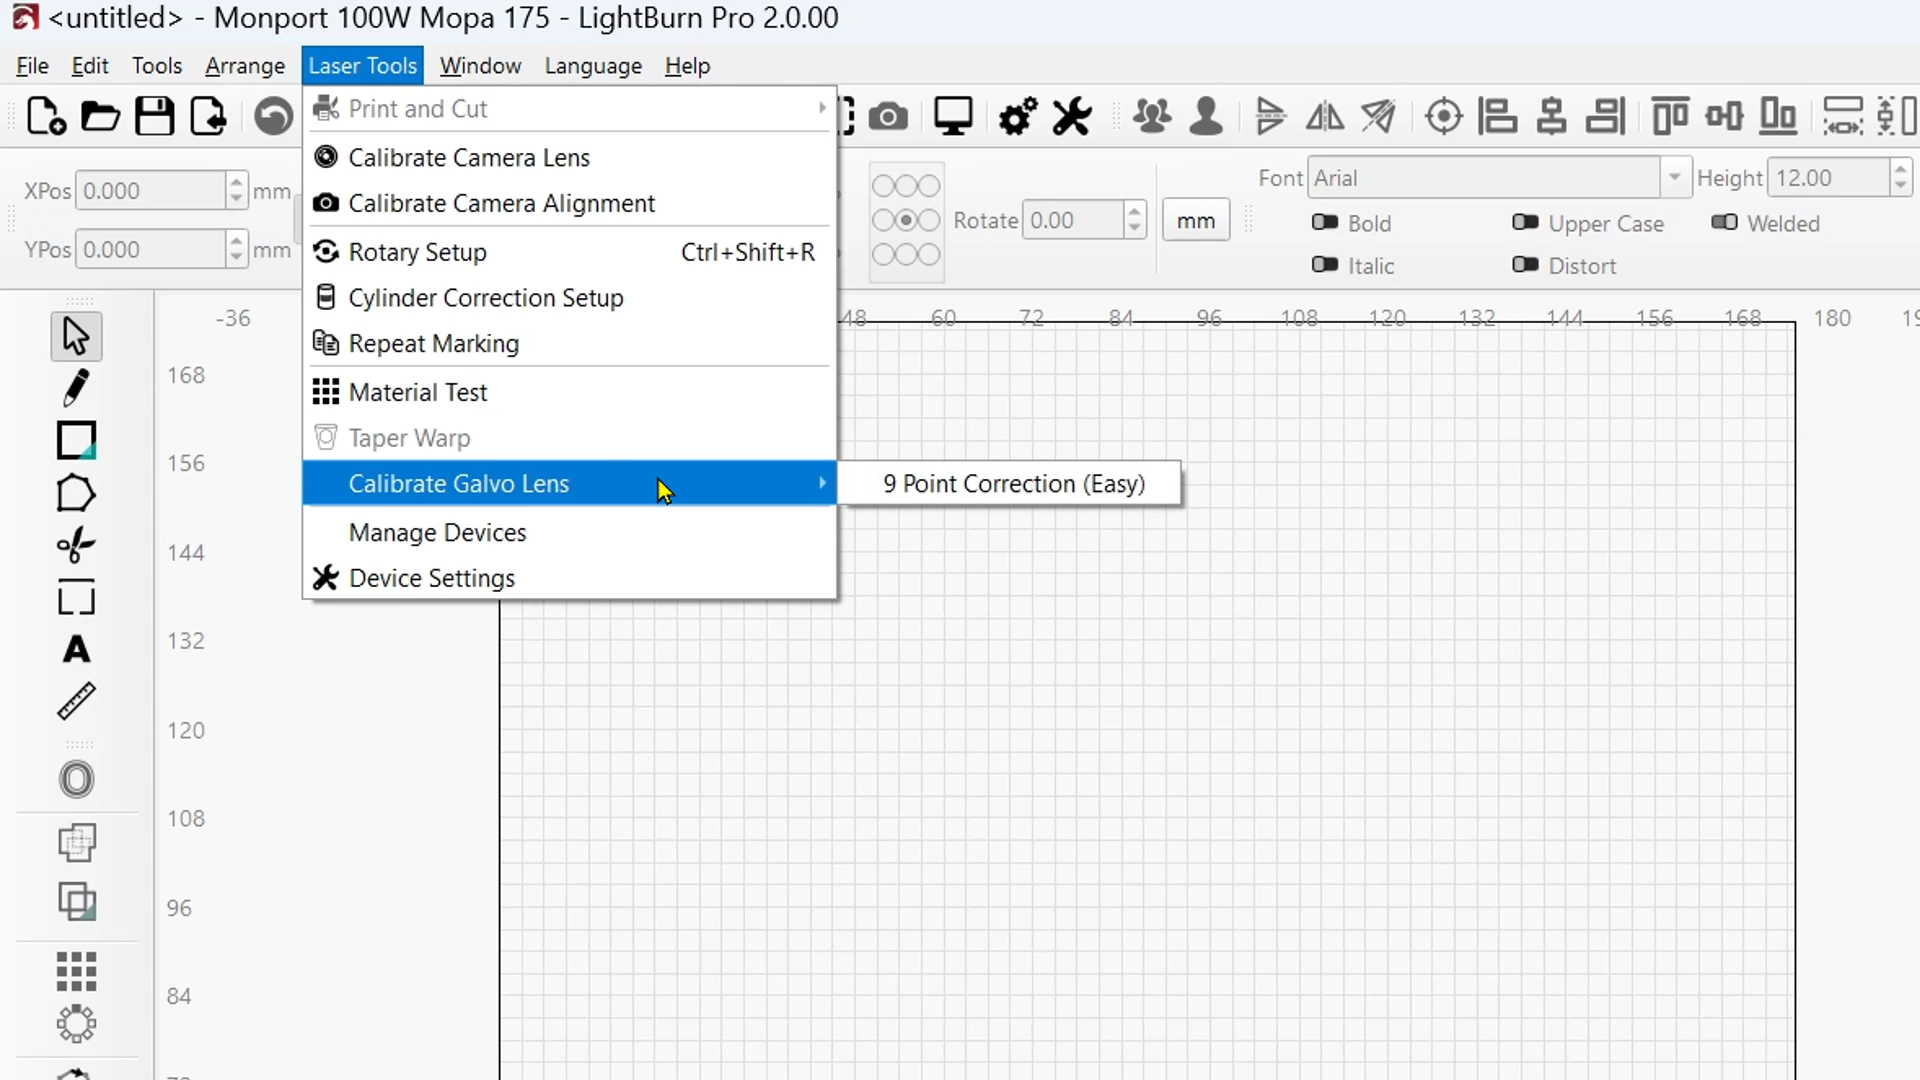 <untitled> - Monport 100W Mopa 175 - LightBurn Pro 2.0.00
File Edit Tools Arrange Laser Tools Window Language Help
Print and Cut
Calibrate Camera Lens
Calibrate Camera Alignment
Rotary Setup Ctrl+Shift+R
Cylinder Correction Setup
Repeat Marking
Material Test
Taper Warp
Calibrate Galvo Lens
9 Point Correction (Easy)
Manage Devices
Device Settings
XPos 0.000 mm
YPos 0.000 mm
Rotate 0.00 mm
Font Arial Height 12.00
Bold Upper Case Welded
Italic Distort
-36 48 60 72 84 96 108 120 132 144 156 168 180
168
156
144
132
120
108
96
84